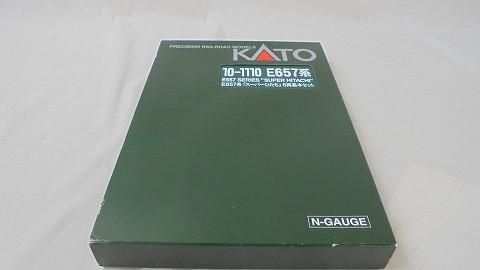 PRECISION RAILROAD MODELS
KATO
10-1110 E657系
E657 SERIES "SUPER HITACHI"
E657系「スーパーひたち」6両基本セット
N-GAUGE